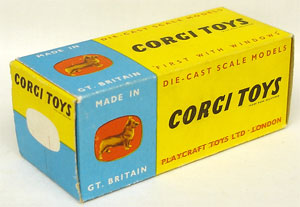 MADE IN
GT. BRITAIN
DIE-CAST SCALE MODELS
CORGI TOYS
FIRST WITH WINDOWS
MADE IN
GT. BRITAIN
DIE-CAST SCALE MODELS
CORGI TOYS
PLAYCRAFT TOYS LTD · LONDON